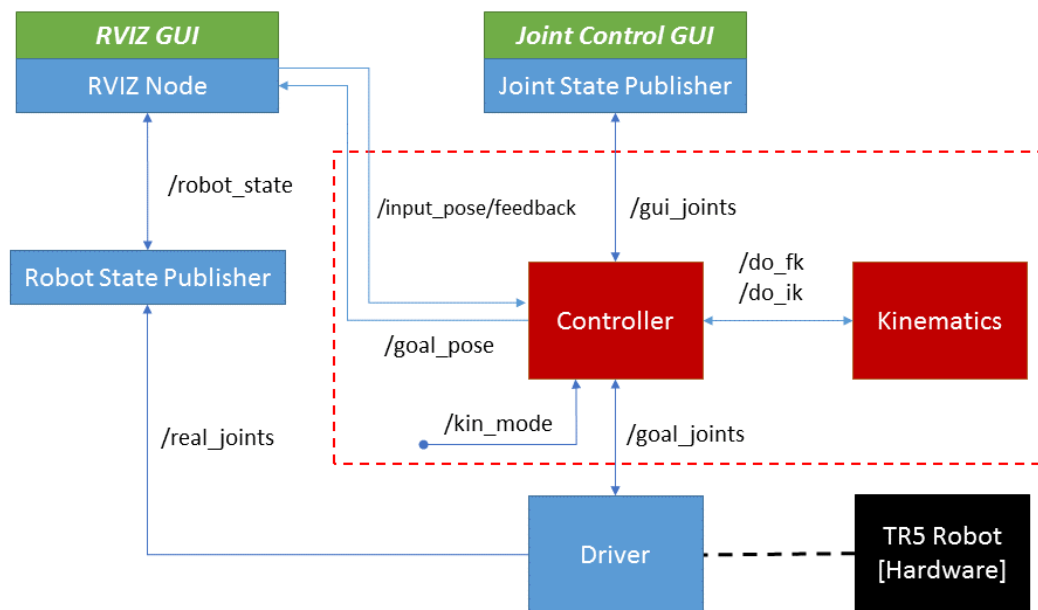 RVIZ GUI
RVIZ Node
Joint Control GUI
Joint State Publisher
/robot_state
/input_pose/feedback
/gui_joints
Robot State Publisher
/do_fk
/do_ik
Controller
Kinematics
/goal_pose
/kin_mode
/real_joints
/goal_joints
Driver
TR5 Robot
[Hardware]